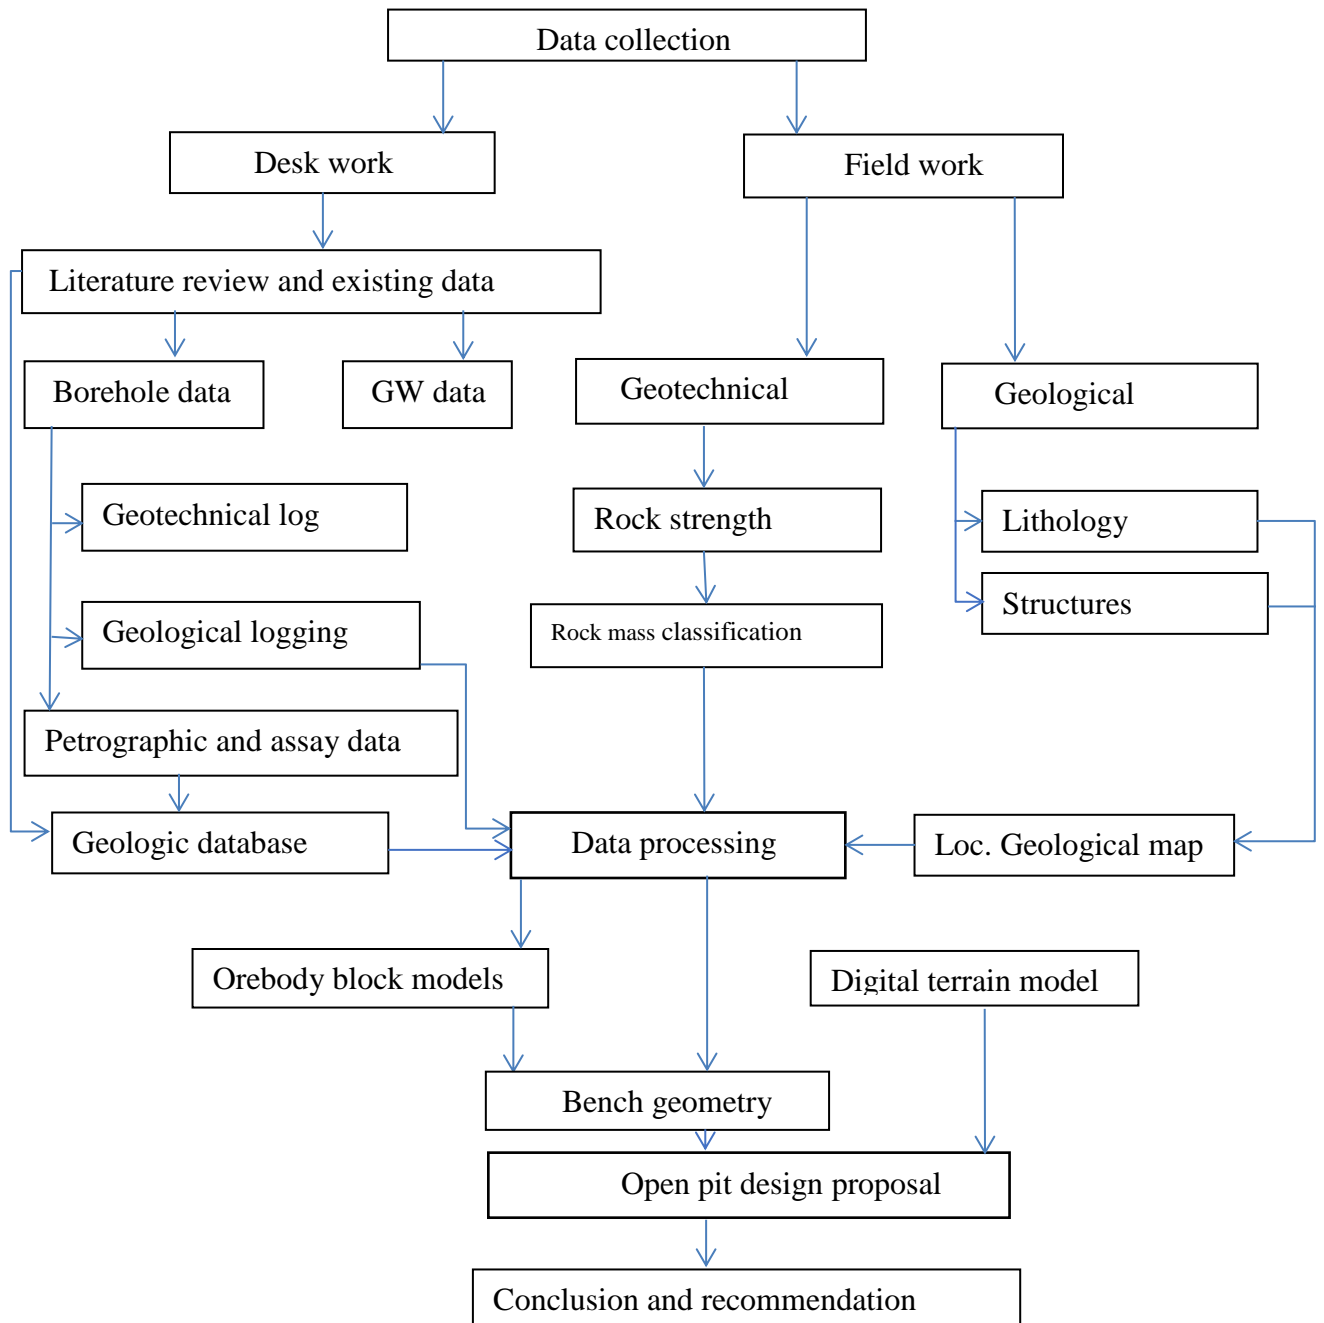 Data collection
Desk work
Field work
Literature review and existing data
Borehole data
GW data
Geotechnical
Geological
Geotechnical log
Rock strength
Lithology
Structures
Geological logging
Rock mass classification
Petrographic and assay data
Geologic database
Data processing
Loc. Geological map
Orebody block models
Digital terrain model
Bench geometry
Open pit design proposal
Conclusion and recommendation